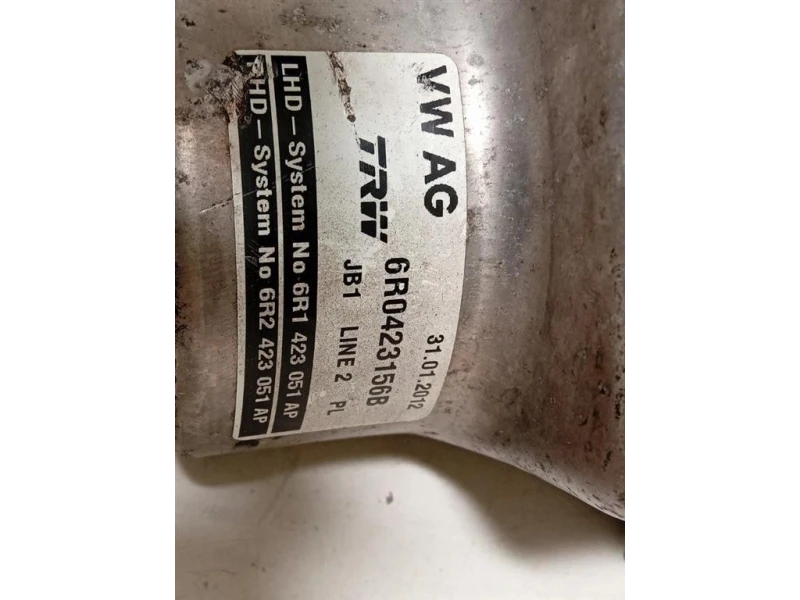 VW AG
31.01.2012
TRW 6R0423156B
JB1 LINE 2 PL
LHD - System No 6R1 423 051 AP
HD - System No 6R2 423 051 AP